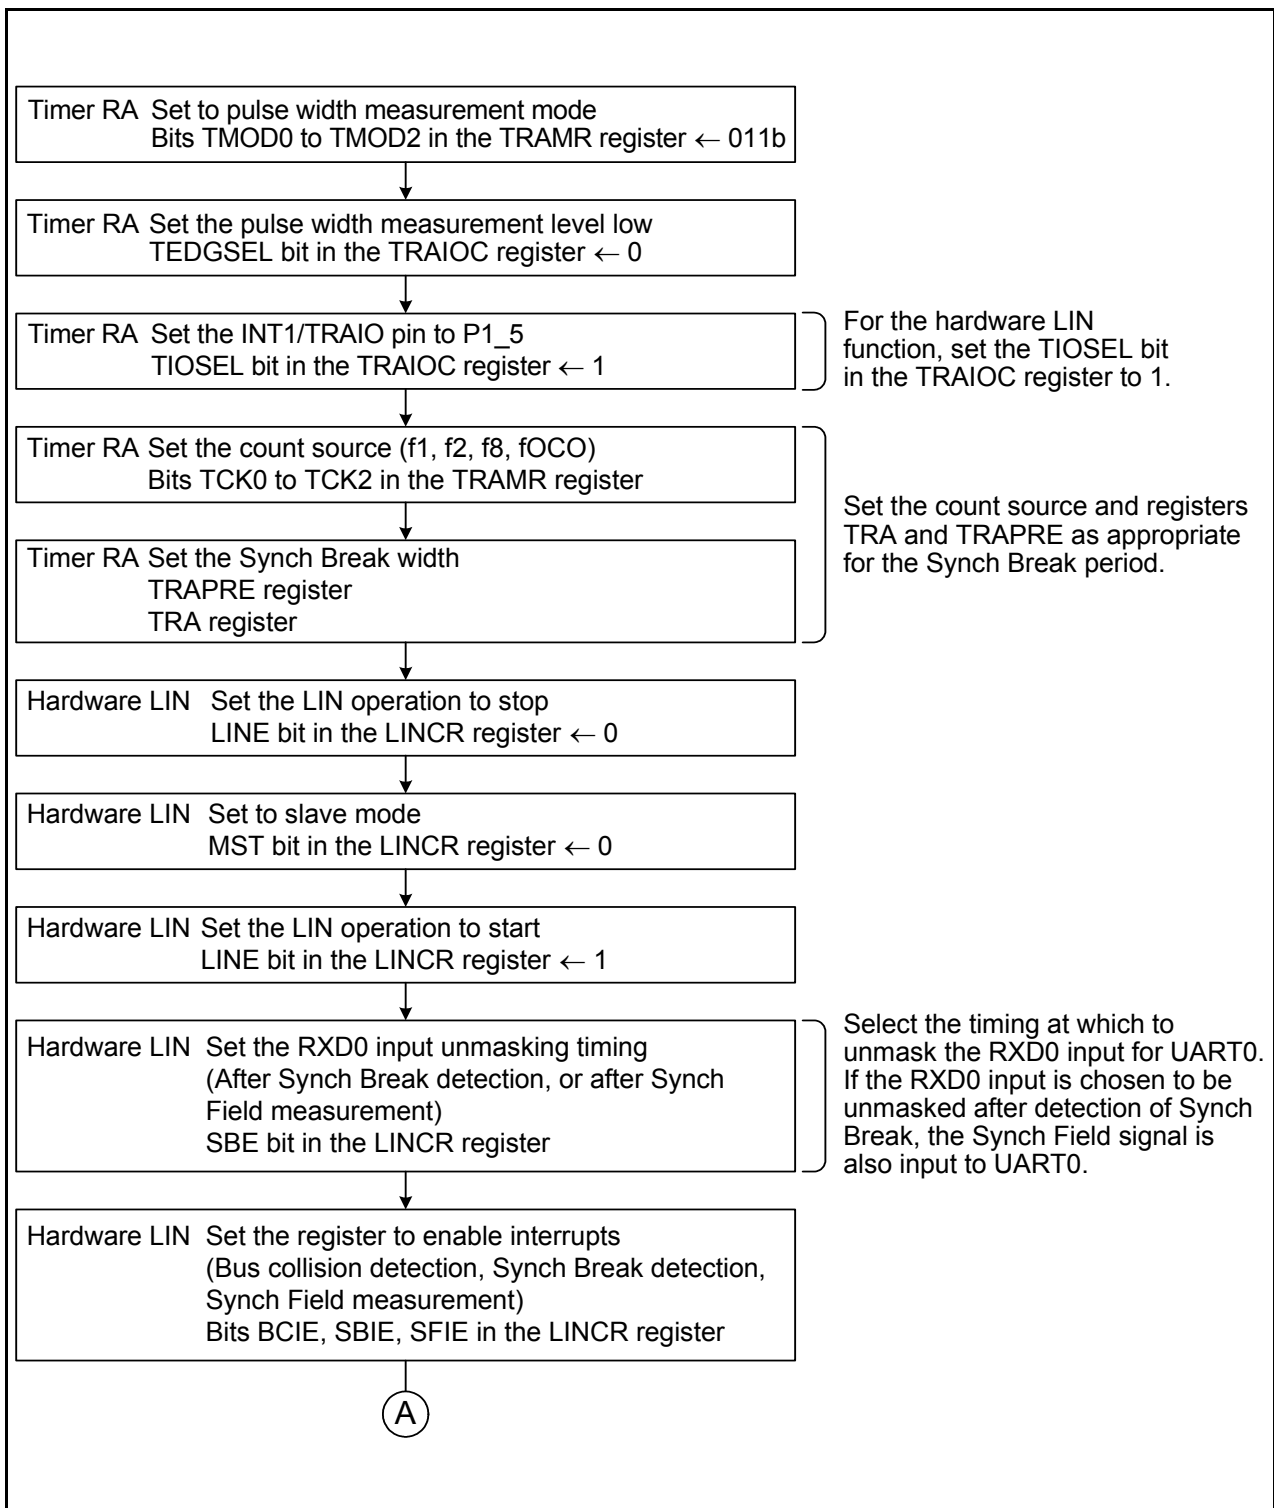 Timer RA Set to pulse width measurement mode
Bits TMOD0 to TMOD2 in the TRAMR register ← 011b
Timer RA Set the pulse width measurement level low
TEDGSEL bit in the TRAIOC register ← 0
Timer RA Set the INT1/TRAIO pin to P1_5
TIOSEL bit in the TRAIOC register ← 1
For the hardware LIN
function, set the TIOSEL bit
in the TRAIOC register to 1.
Timer RA Set the count source (f1, f2, f8, fOCO)
Bits TCK0 to TCK2 in the TRAMR register
Timer RA Set the Synch Break width
TRAPRE register
TRA register
Set the count source and registers
TRA and TRAPRE as appropriate
for the Synch Break period.
Hardware LIN Set the LIN operation to stop
LINE bit in the LINCR register ← 0
Hardware LIN Set to slave mode
MST bit in the LINCR register ← 0
Hardware LIN Set the LIN operation to start
LINE bit in the LINCR register ← 1
Hardware LIN Set the RXD0 input unmasking timing
(After Synch Break detection, or after Synch
Field measurement)
SBE bit in the LINCR register
Select the timing at which to
unmask the RXD0 input for UART0.
If the RXD0 input is chosen to be
unmasked after detection of Synch
Break, the Synch Field signal is
also input to UART0.
Hardware LIN Set the register to enable interrupts
(Bus collision detection, Synch Break detection,
Synch Field measurement)
Bits BCIE, SBIE, SFIE in the LINCR register
A